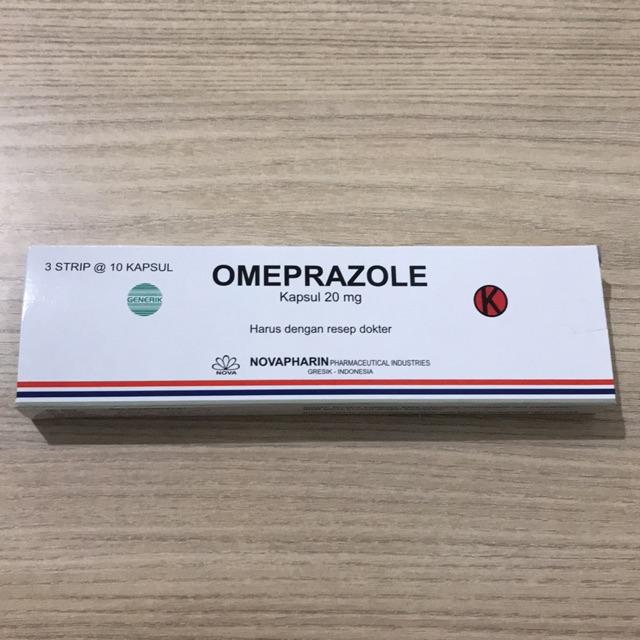 3 STRIP @ 10 KAPSUL
OMEPRAZOLE
Kapsul 20 mg
GENERIK
K
Harus dengan resep dokter
NOVA
NOVAPHARIN PHARMACEUTICAL INDUSTRIES
GRESIK - INDONESIA